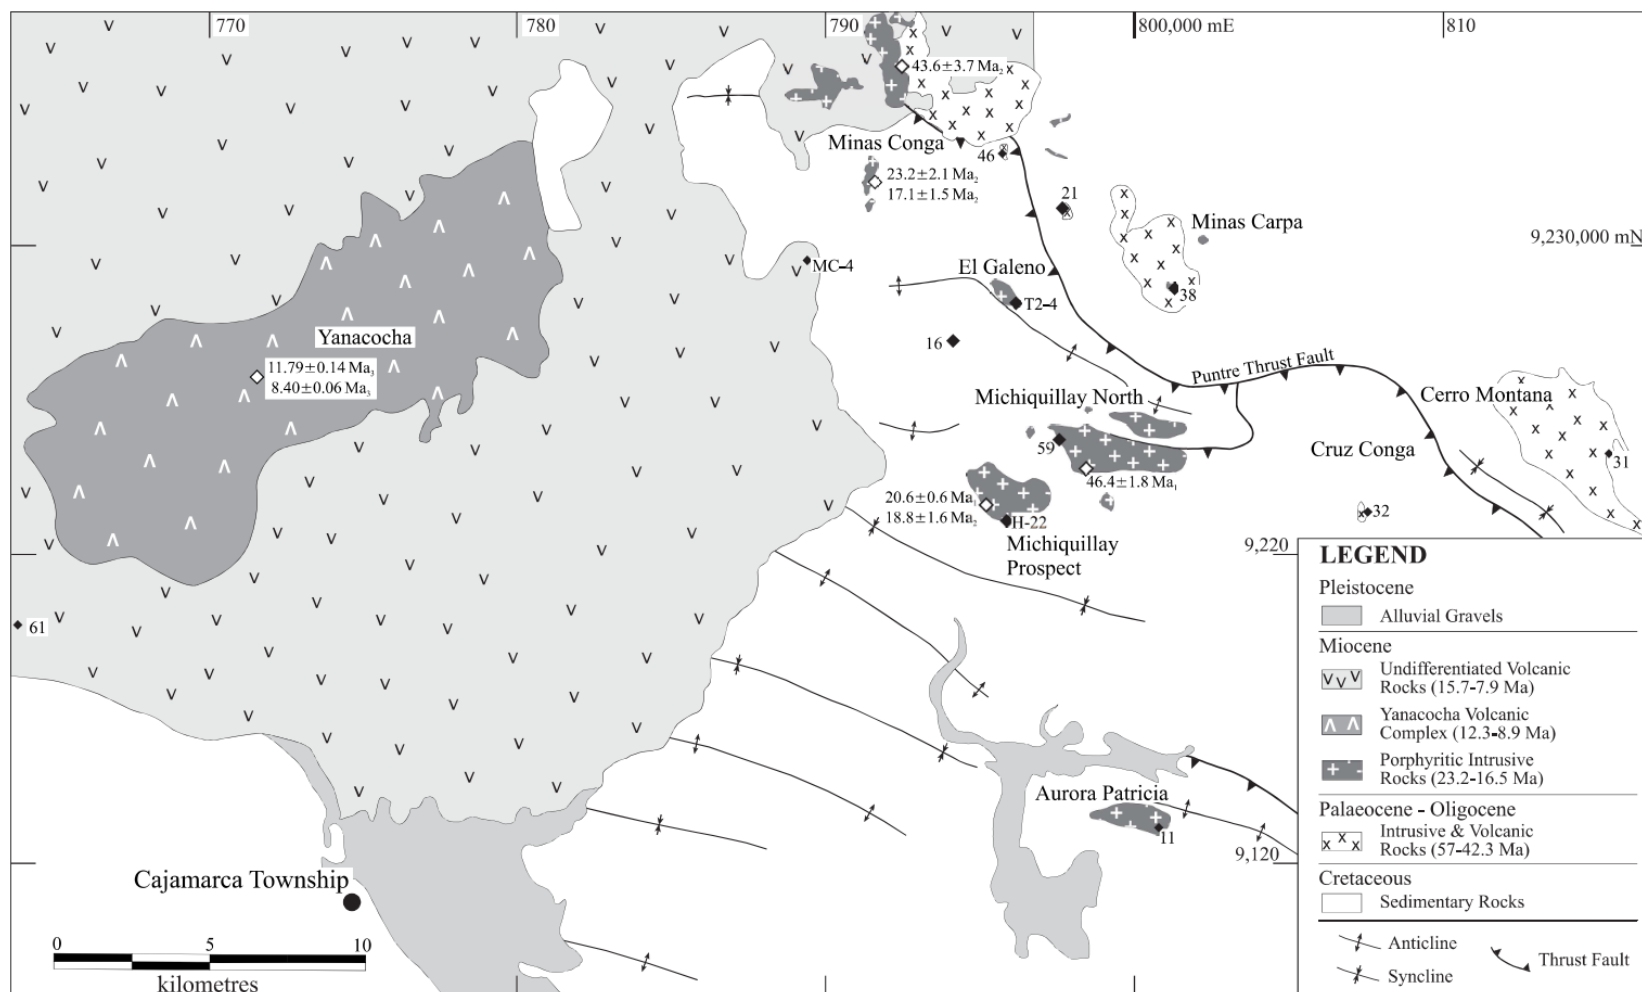 770
780
790
800,000 mE
810
43.6±3.7 Ma2
Minas Conga
46
23.2±2.1 Ma2
17.1±1.5 Ma2
21
Minas Carpa
9,230,000 mN
MC-4
El Galeno
T2-4
38
16
Yanacocha
11.79±0.14 Ma3
8.40±0.06 Ma3
Puntre Thrust Fault
Michiquillay North
Cerro Montana
59
Cruz Conga
31
46.4±1.8 Ma1
20.6±0.6 Ma1
18.8±1.6 Ma2
H-22
32
Michiquillay
Prospect
9,220
61
Aurora Patricia
11
9,120
Cajamarca Township
0 5 10
kilometres
LEGEND
Pleistocene
Alluvial Gravels
Miocene
Undifferentiated Volcanic
Rocks (15.7-7.9 Ma)
Yanacocha Volcanic
Complex (12.3-8.9 Ma)
Porphyritic Intrusive
Rocks (23.2-16.5 Ma)
Palaeocene - Oligocene
Intrusive & Volcanic
Rocks (57-42.3 Ma)
Cretaceous
Sedimentary Rocks
Anticline
Syncline
Thrust Fault